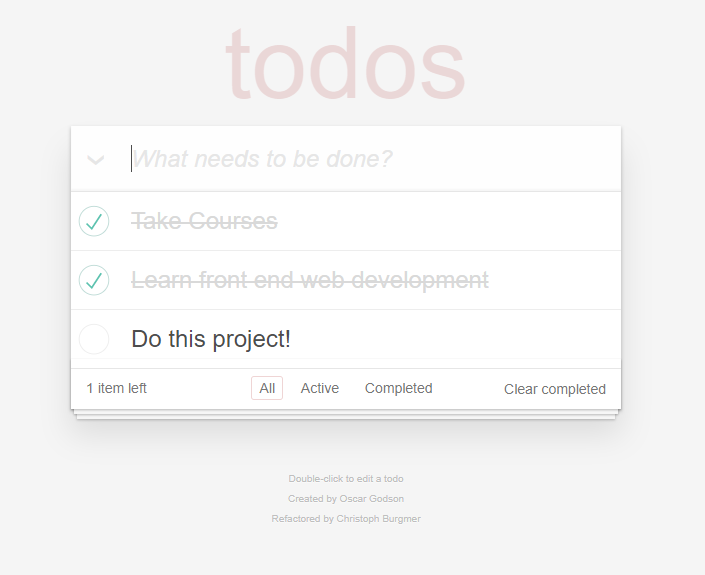 todos
What needs to be done?
Take Courses
Learn front end web development
Do this project!
1 item left All Active Completed Clear completed
Double-click to edit a todo
Created by Oscar Godson
Refactored by Christoph Burgmer